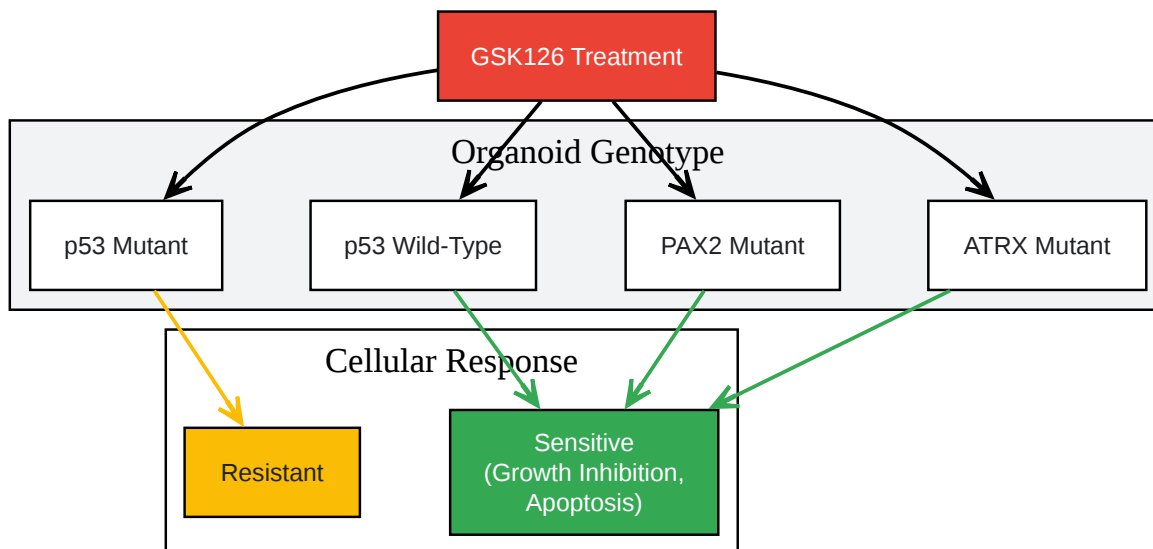 GSK126 Treatment
Organoid Genotype
p53 Mutant
p53 Wild-Type
PAX2 Mutant
ATRX Mutant
Cellular Response
Resistant
Sensitive
(Growth Inhibition,
Apoptosis)